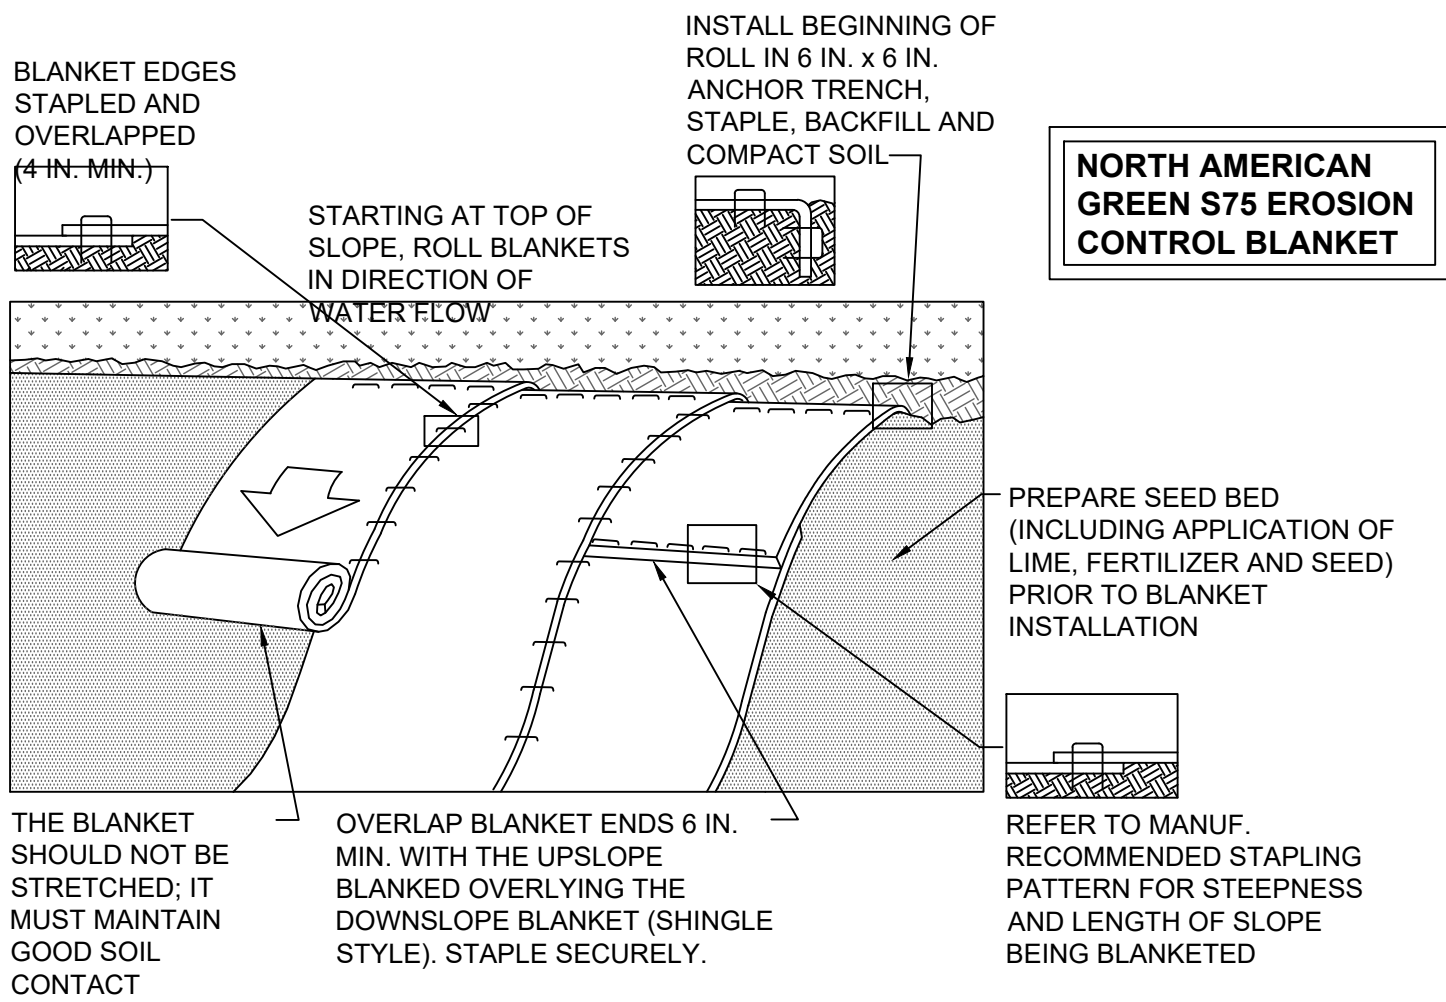 INSTALL BEGINNING OF
ROLL IN 6 IN. x 6 IN.
ANCHOR TRENCH,
STAPLE, BACKFILL AND
COMPACT SOIL
BLANKET EDGES
STAPLED AND
OVERLAPPED
(4 IN. MIN.)
NORTH AMERICAN
GREEN S75 EROSION
CONTROL BLANKET
STARTING AT TOP OF
SLOPE, ROLL BLANKETS
IN DIRECTION OF
WATER FLOW
PREPARE SEED BED
(INCLUDING APPLICATION OF
LIME, FERTILIZER AND SEED)
PRIOR TO BLANKET
INSTALLATION
THE BLANKET
SHOULD NOT BE
STRETCHED; IT
MUST MAINTAIN
GOOD SOIL
CONTACT
OVERLAP BLANKET ENDS 6 IN.
MIN. WITH THE UPSLOPE
BLANKED OVERLYING THE
DOWNSLOPE BLANKET (SHINGLE
STYLE). STAPLE SECURELY.
REFER TO MANUF.
RECOMMENDED STAPLING
PATTERN FOR STEEPNESS
AND LENGTH OF SLOPE
BEING BLANKETED